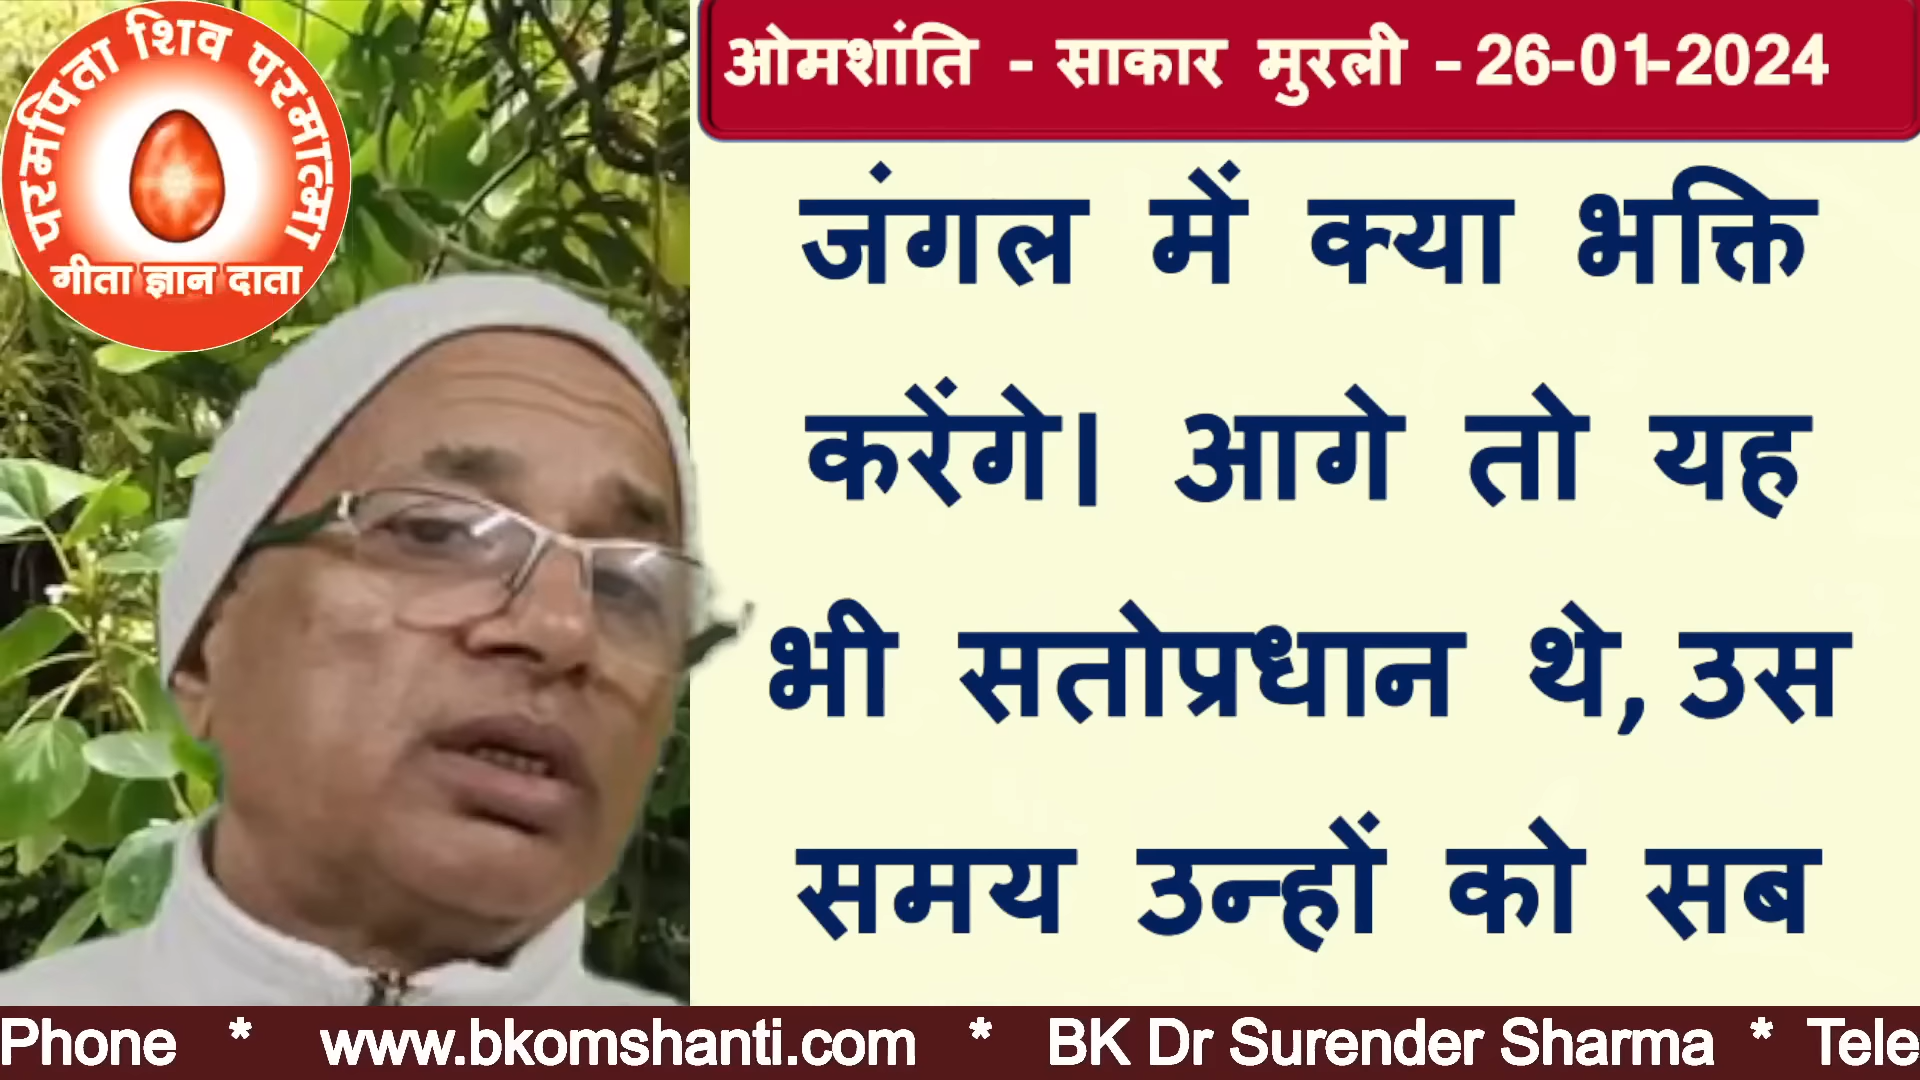 परमपिता शिव परमात्मा
गीता ज्ञान दाता
ओमशांति - साकार मुरली - 26-01-2024
जंगल में क्या भक्ति
करेंगे। आगे तो यह
भी सतोप्रधान थे, उस
समय उन्हों को सब
Phone * www.bkomshanti.com * BK Dr Surender Sharma * Tele